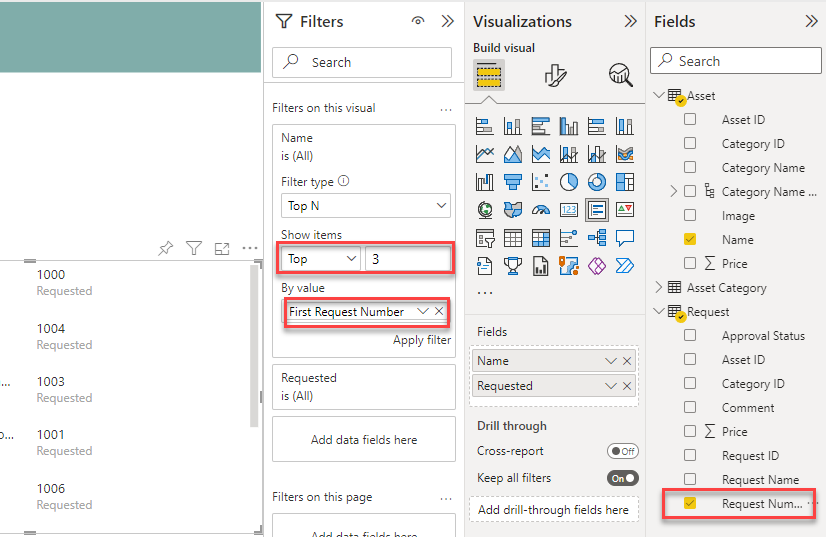 1000
Requested
1004
Requested
1003
Requested
1001
Requested
1006
Requested
...
o...
Filters
Search
Filters on this visual
...
Name
is (All)
Filter type
Top N
Show items
Top
3
By value
First Request Number
Apply filter
Requested
is (All)
Add data fields here
Filters on this page
...
Add data fields here
Visualizations
Build visual
123
...
Fields
Name
Requested
Drill through
Cross-report
Off
Keep all filters
On
Add drill-through fields here
Fields
Search
Asset
Asset ID
Category ID
Category Name
Category Name ...
Image
Name
Price
Asset Category
Request
Approval Status
Asset ID
Category ID
Comment
Price
Request ID
Request Name
Request Num...